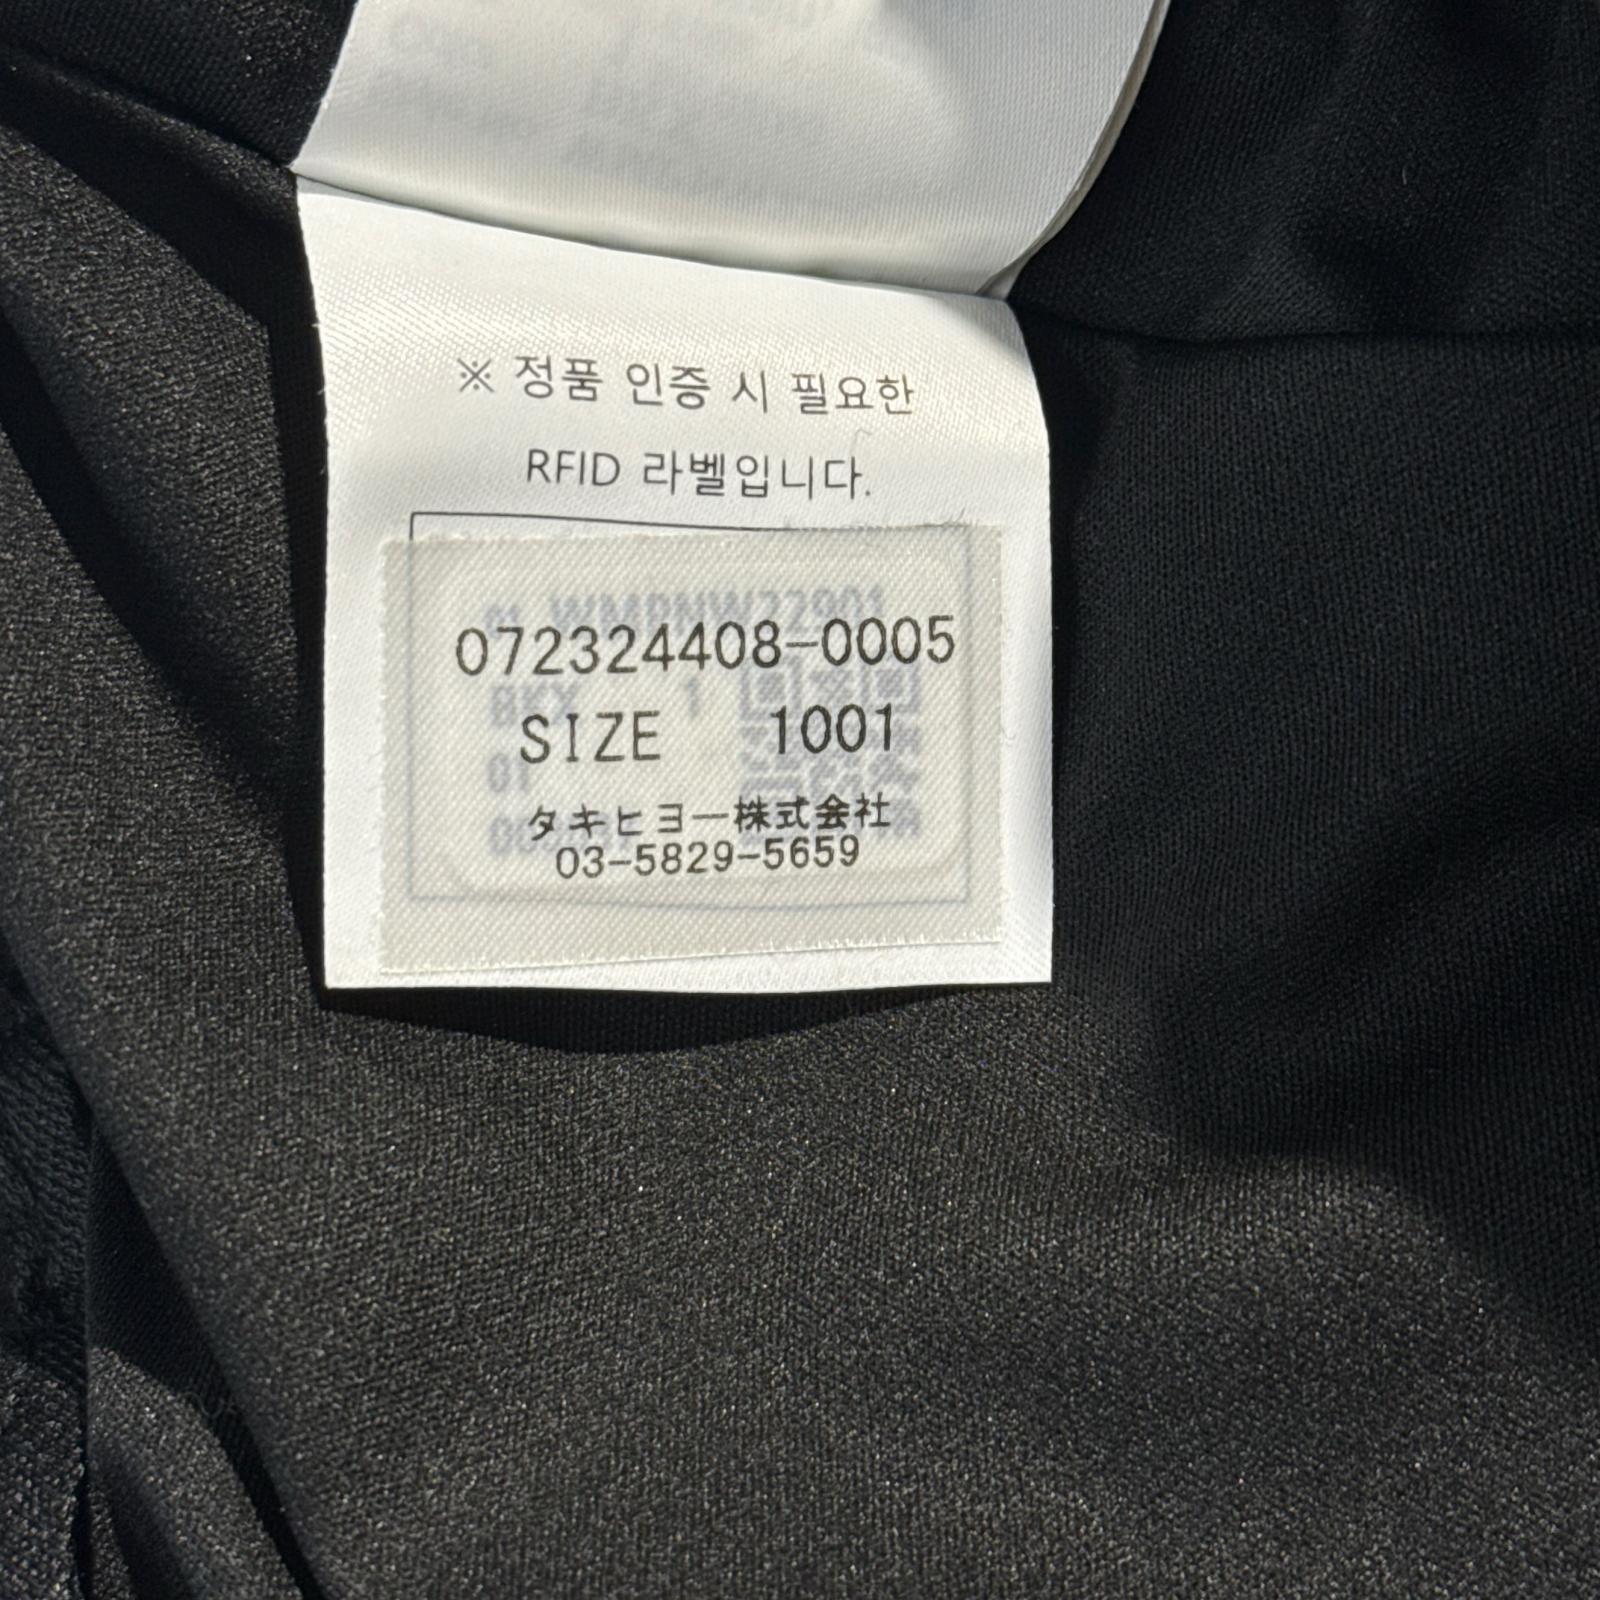 ※ 정품 인증 시 필요한
RFID 라벨입니다.
072324408-0005
SIZE 1001
タキヒヨー株式会社
03-5829-5659